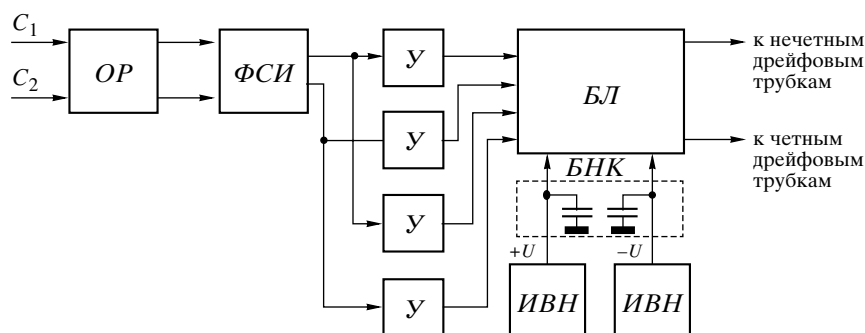 C1
C2
ОР
ФСИ
У
У
У
У
БЛ
к нечетным
дрейфовым
трубкам
к четным
дрейфовым
трубкам
БНК
+U
–U
ИВН
ИВН